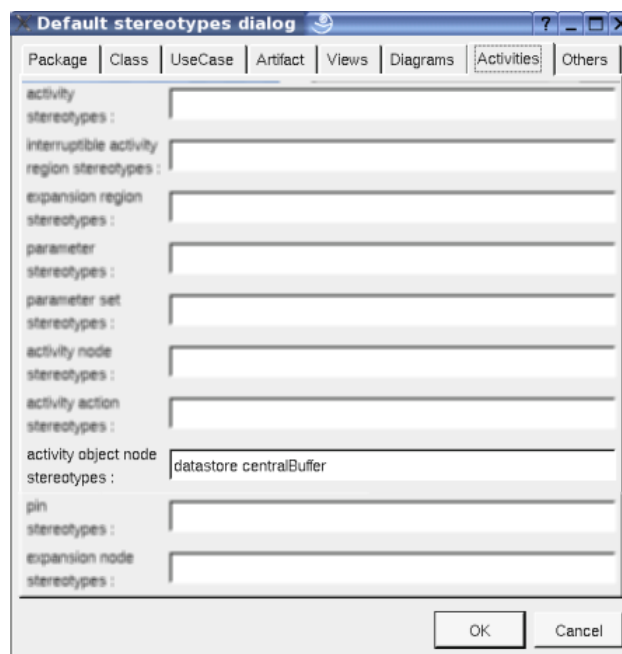 Default stereotypes dialog
?
Package Class UseCase Artifact Views Diagrams Activities Others
activity
stereotypes :
interruptible activity
region stereotypes :
expansion region
stereotypes :
parameter
stereotypes :
parameter set
stereotypes :
activity node
stereotypes :
activity action
stereotypes :
activity object node
stereotypes :
datastore centralBuffer
pin
stereotypes :
expansion node
stereotypes :
OK Cancel